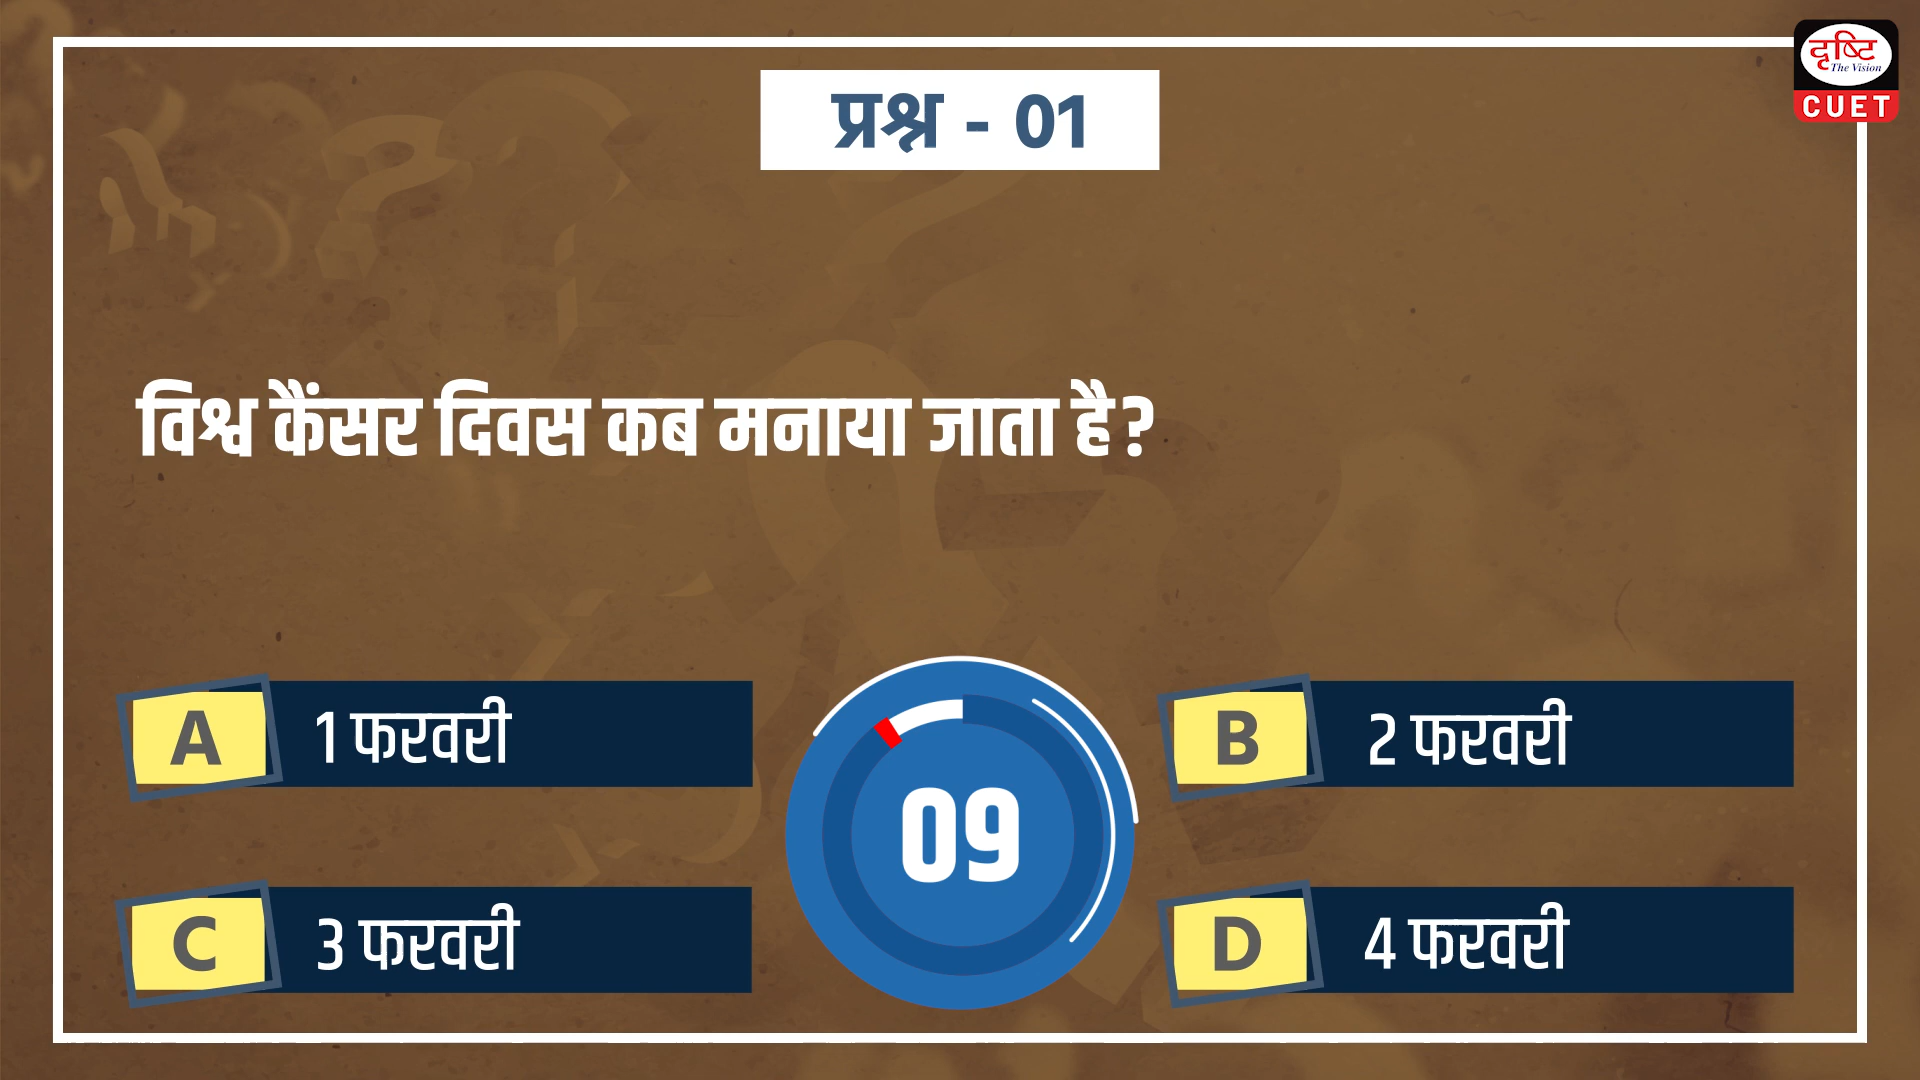 दृष्टि
The Vision
CUET
प्रश्न - 01
विश्व कैंसर दिवस कब मनाया जाता है?
A 1 फरवरी
B 2 फरवरी
09
C 3 फरवरी
D 4 फरवरी